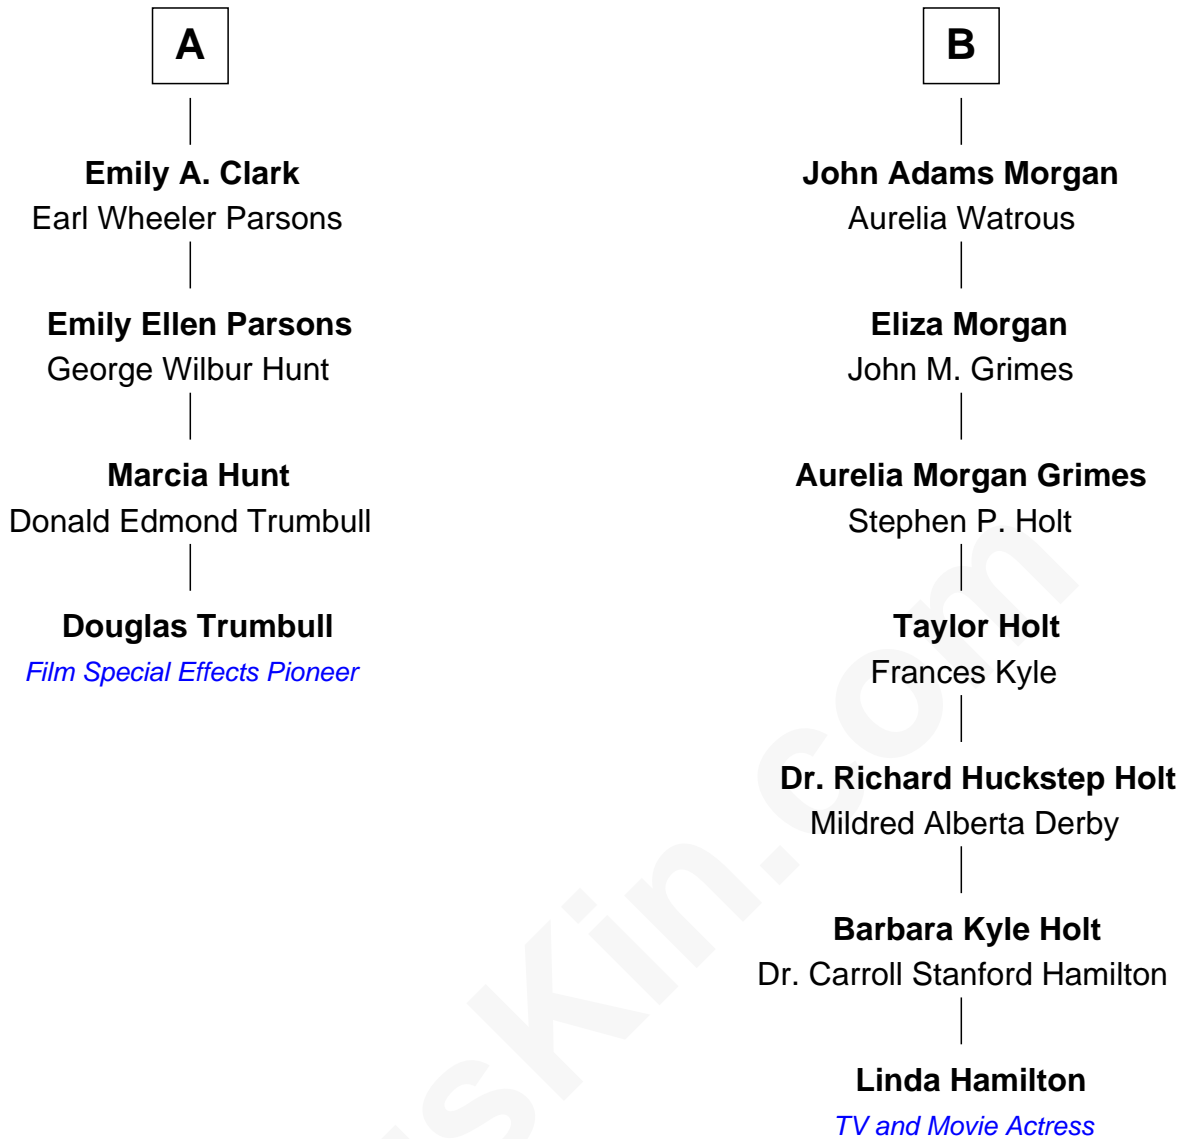 A
Emily A. Clark
Earl Wheeler Parsons
Emily Ellen Parsons
George Wilbur Hunt
Marcia Hunt
Donald Edmond Trumbull
Douglas Trumbull
Film Special Effects Pioneer
B
John Adams Morgan
Aurelia Watrous
Eliza Morgan
John M. Grimes
Aurelia Morgan Grimes
Stephen P. Holt
Taylor Holt
Frances Kyle
Dr. Richard Huckstep Holt
Mildred Alberta Derby
Barbara Kyle Holt
Dr. Carroll Stanford Hamilton
Linda Hamilton
TV and Movie Actress